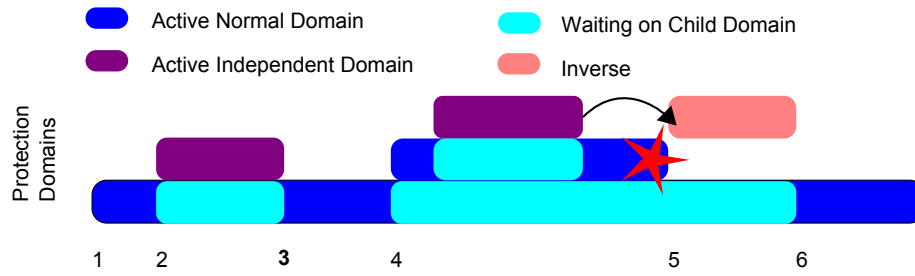 Active Normal Domain
Waiting on Child Domain
Active Independent Domain
Inverse
Protection
Domains
1 2 3 4 5 6